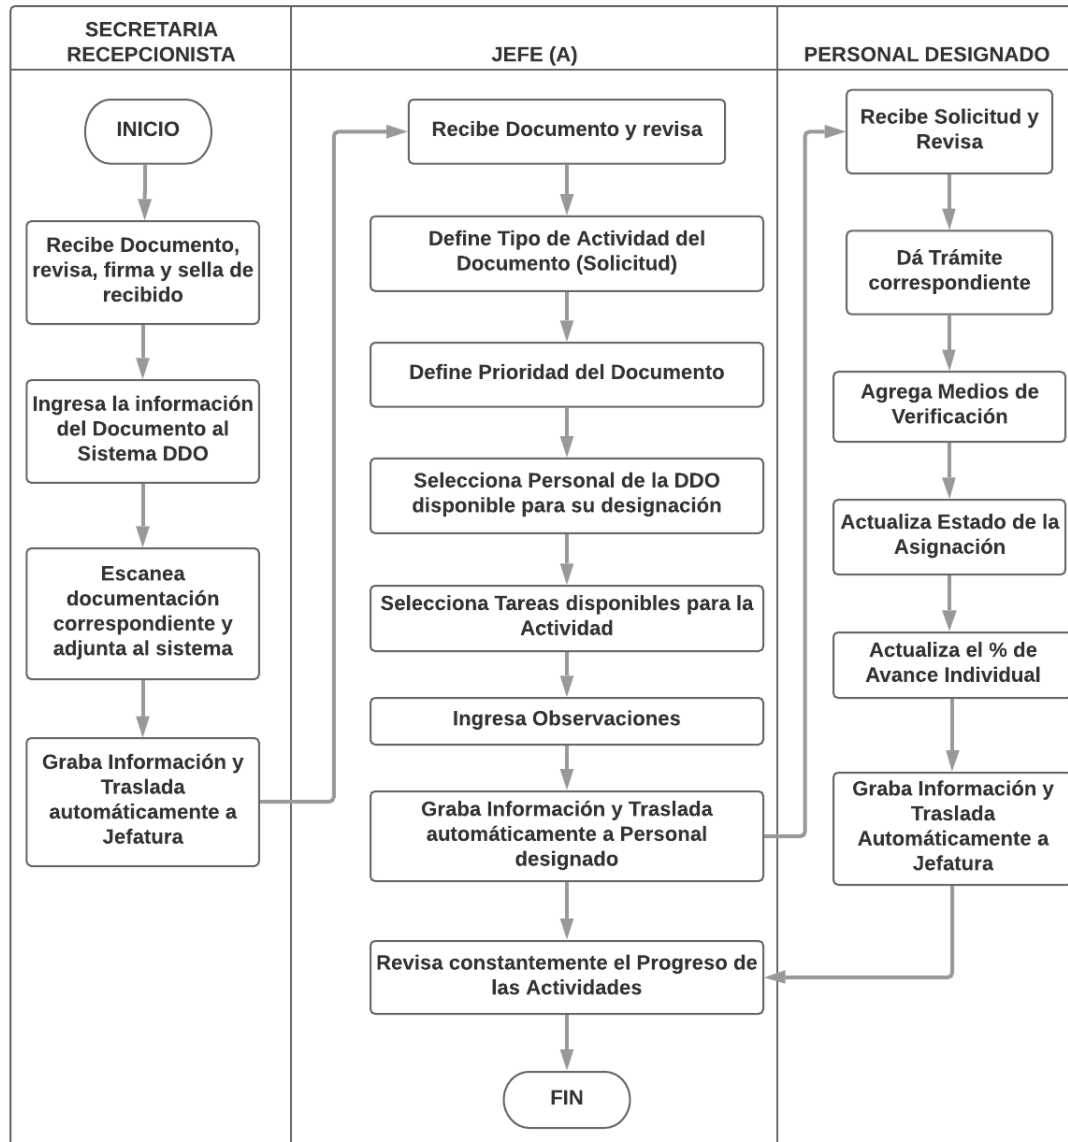 SECRETARIA
RECEPCIONISTA
JEFE (A)
PERSONAL DESIGNADO
INICIO
Recibe Documento,
revisa, firma y sella de
recibido
Ingresa la información
del Documento al
Sistema DDO
Escanea
documentación
correspondiente y
adjunta al sistema
Graba Información y
Traslada
automáticamente a
Jefatura
Recibe Documento y revisa
Define Tipo de Actividad del
Documento (Solicitud)
Define Prioridad del Documento
Selecciona Personal de la DDO
disponible para su designación
Selecciona Tareas disponibles para la
Actividad
Ingresa Observaciones
Graba Información y Traslada
automáticamente a Personal
designado
Revisa constantemente el Progreso de
las Actividades
FIN
Recibe Solicitud y
Revisa
Dá Trámite
correspondiente
Agrega Medios de
Verificación
Actualiza Estado de la
Asignación
Actualiza el % de
Avance Individual
Graba Información y
Traslada
Automáticamente a
Jefatura